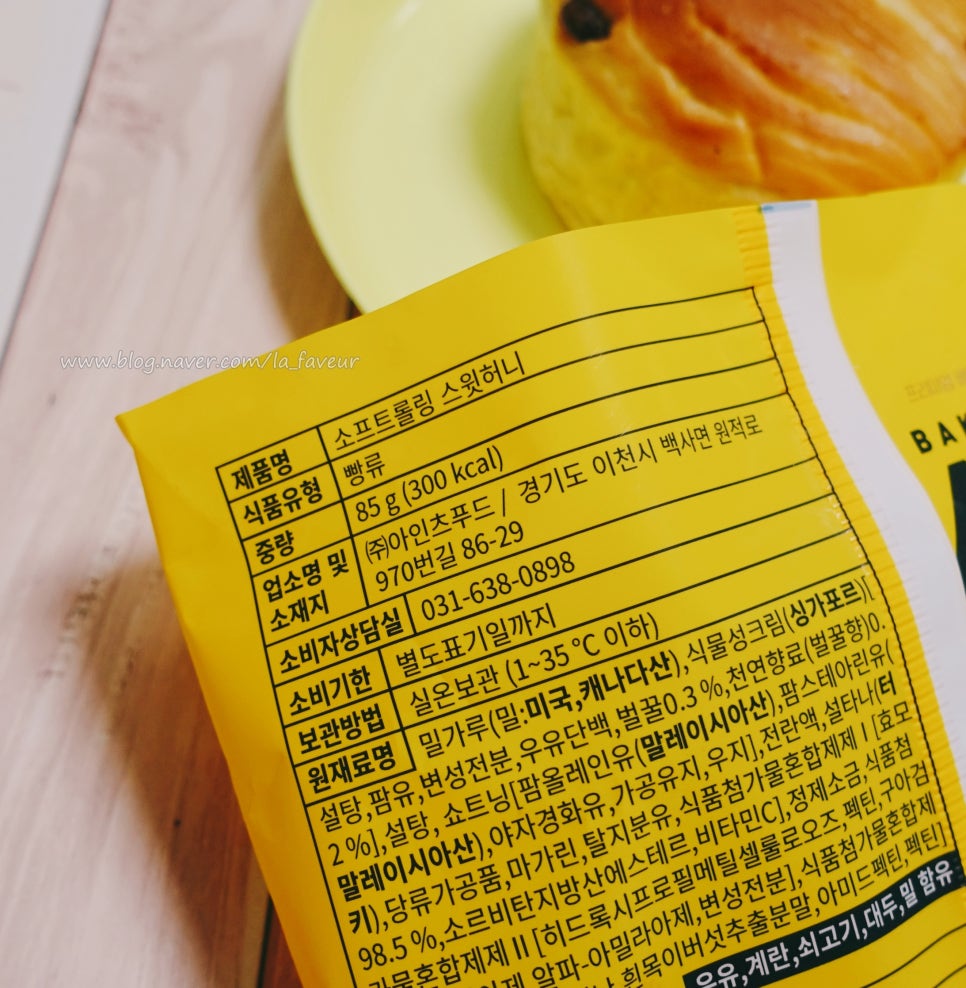 www.blog.naver.com/la_faveur
제품명 소프트롤링 스윗허니
식품유형 빵류
중량 85 g (300 kcal)
업소명 및 소재지 ㈜아인츠푸드 / 경기도 이천시 백사면 원적로
970번길 86-29
소비자상담실 031-638-0898
소비기한 별도표기일까지
보관방법 실온보관 (1~35 ℃ 이하)
원재료명 밀가루(밀:미국,캐나다산),식물성크림(싱가포르)[
설탕,팜유,변성전분,우유단백,벌꿀0.3 %,천연향료(벌꿀향)0.
2 %],설탕, 쇼트닝[팜올레인유(말레이시아산),팜스테아린유(
말레이시아산),야자경화유,가공유지,우지],전란액,설타나(터
키),당류가공품,마가린,탈지분유,식품첨가물혼합제제 I [효모
98.5 %,소르비탄지방산에스테르,비타민C],정제소금,식품첨
가물혼합제제 II [히드록시프로필메틸셀룰로오즈,펙틴,구아검
알파-아밀라아제,변성전분],식품첨가물혼합제제
흰목이버섯추출분말,아미드펙틴,펙틴]
우유,계란,쇠고기,대두,밀 함유
BAK